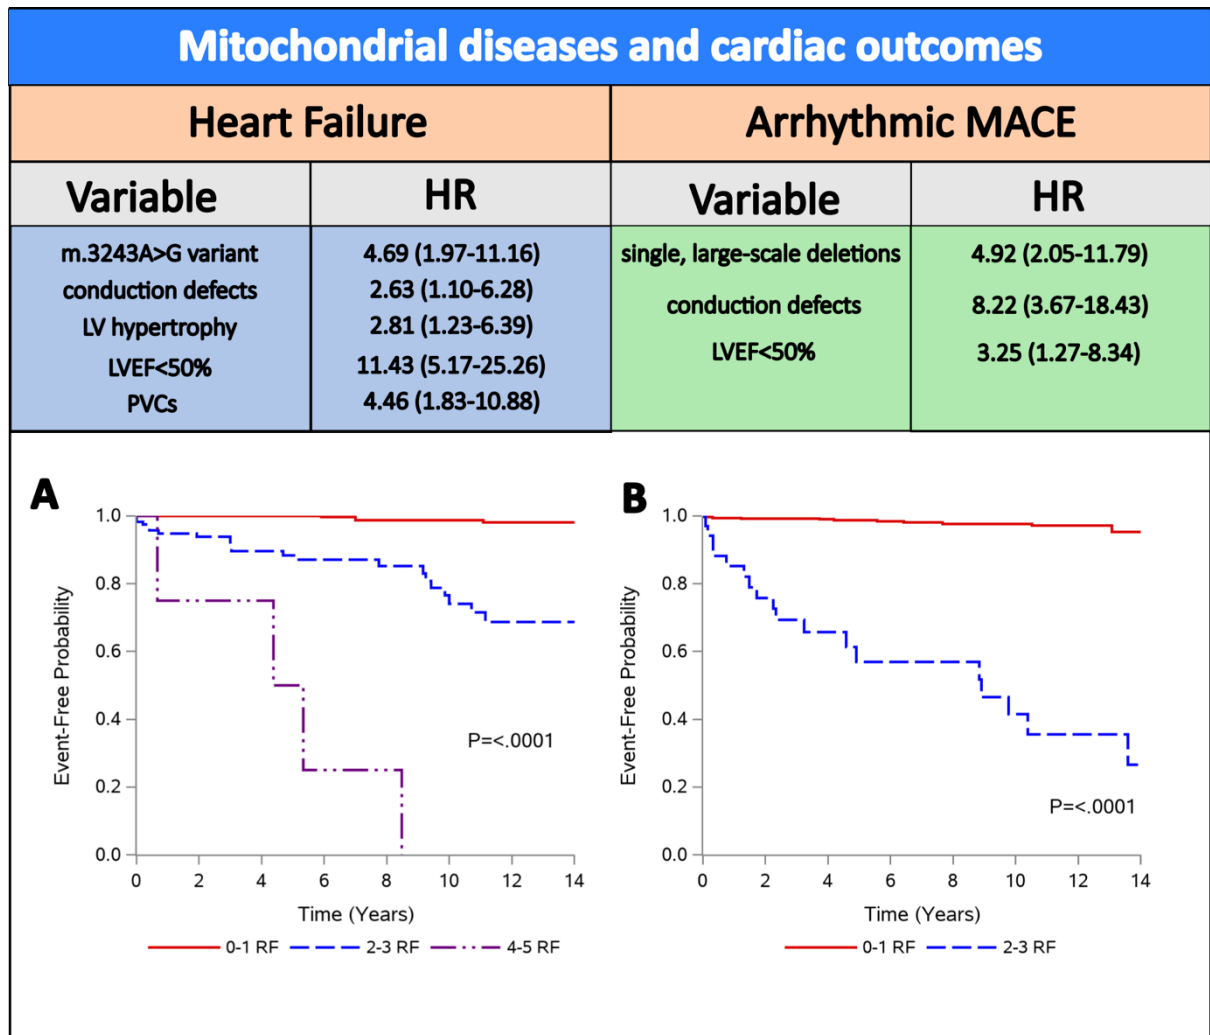 Mitochondrial diseases and cardiac outcomes
Heart Failure
Arrhythmic MACE
Variable
HR
Variable
HR
m.3243A>G variant
4.69 (1.97-11.16)
conduction defects
2.63 (1.10-6.28)
LV hypertrophy
2.81 (1.23-6.39)
LVEF<50%
11.43 (5.17-25.26)
PVCs
4.46 (1.83-10.88)
single, large-scale deletions
4.92 (2.05-11.79)
conduction defects
8.22 (3.67-18.43)
LVEF<50%
3.25 (1.27-8.34)
A
Event-Free Probability
1.0
0.8
0.6
0.4
0.2
0.0
P=<.0001
0 2 4 6 8 10 12 14
Time (Years)
0-1 RF 2-3 RF 4-5 RF
B
Event-Free Probability
1.0
0.8
0.6
0.4
0.2
0.0
P=<.0001
0 2 4 6 8 10 12 14
Time (Years)
0-1 RF 2-3 RF